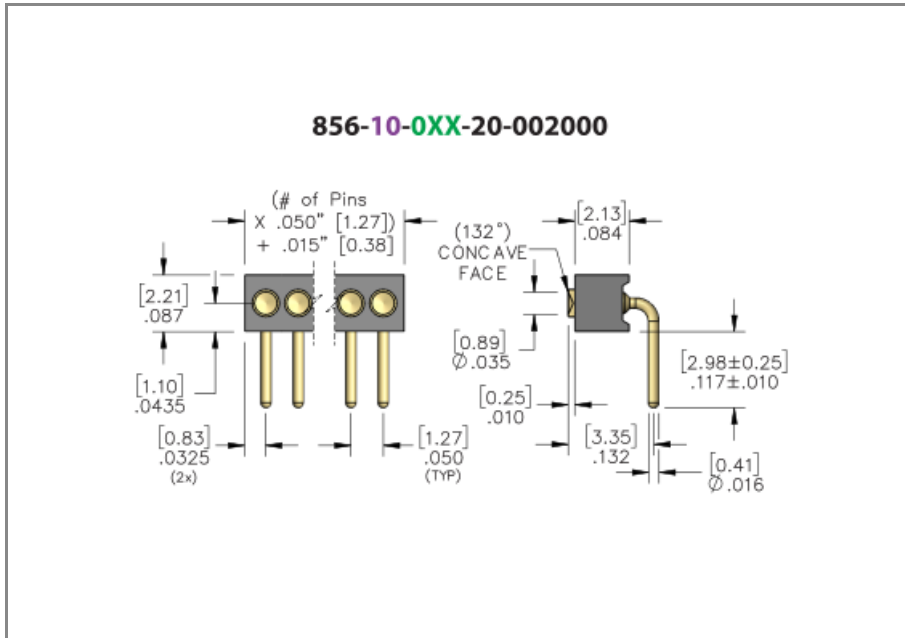 856-10-0XX-20-002000
(# of Pins
X .050" [1.27])
+ .015" [0.38]
[2.13]
.084
(132°)
CONCAVE
FACE
[2.21]
.087
[0.89]
Ø.035
[2.98±0.25]
.117±.010
[1.10]
.0435
[0.25]
.010
[0.83]
.0325
(2x)
[1.27]
.050
(TYP)
[3.35]
.132
[0.41]
Ø.016